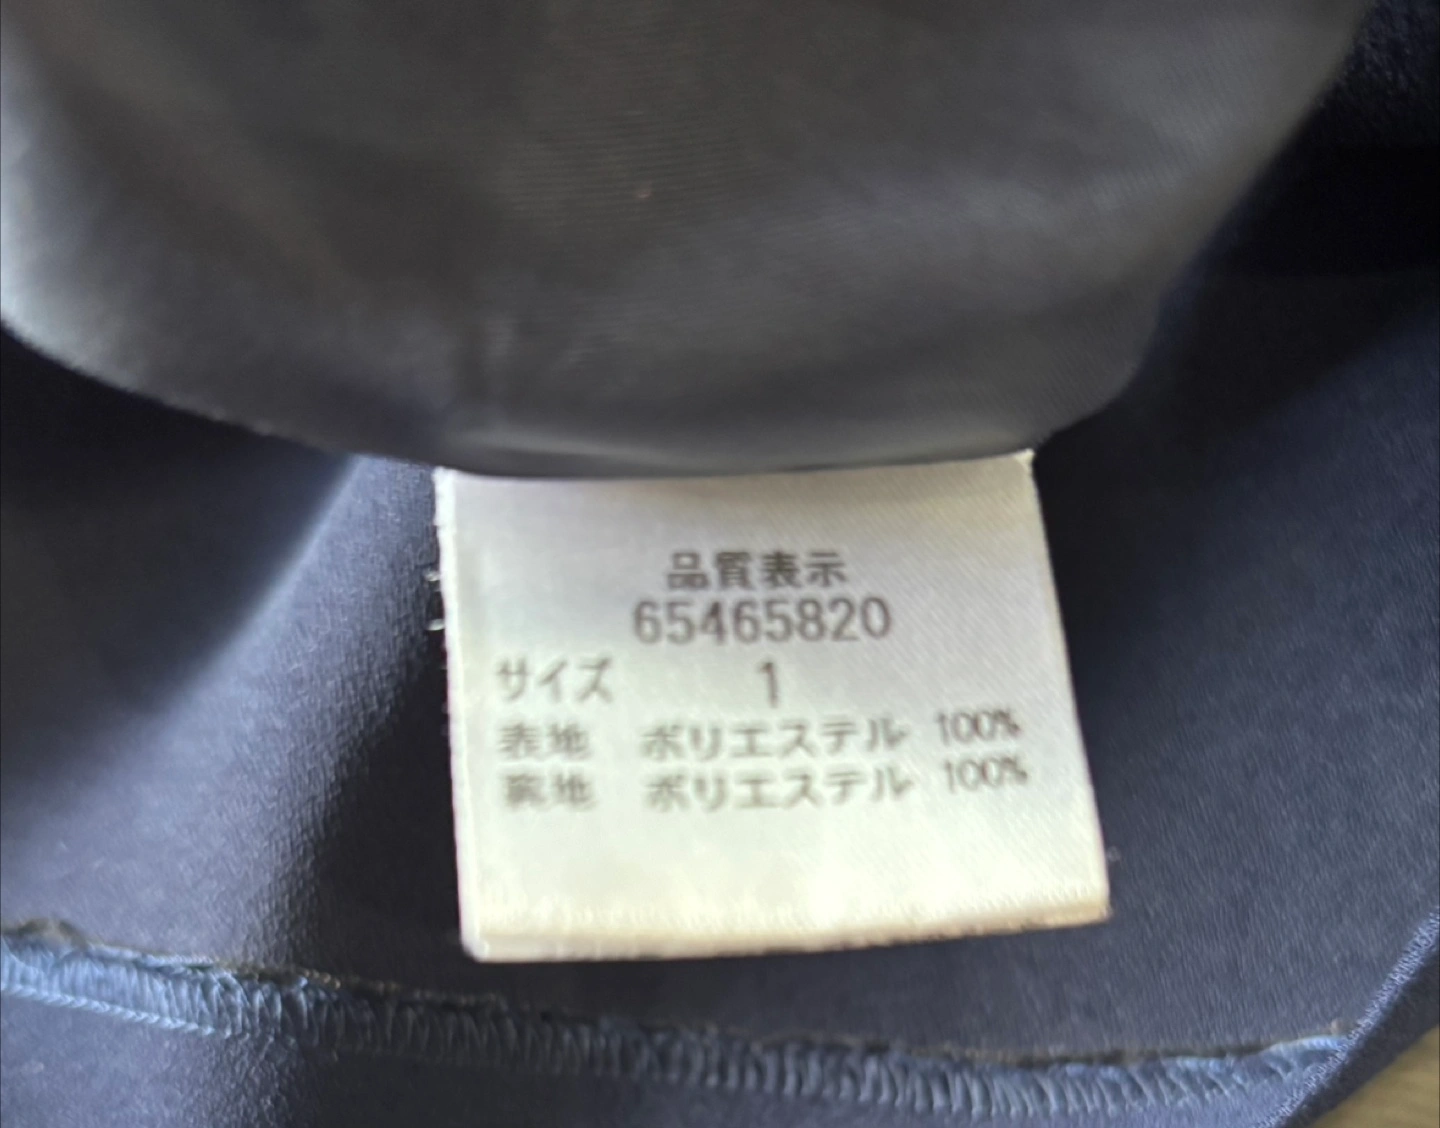 品質表示
65465820
サイズ 1
表地 ポリエステル 100%
裏地 ポリエステル 100%